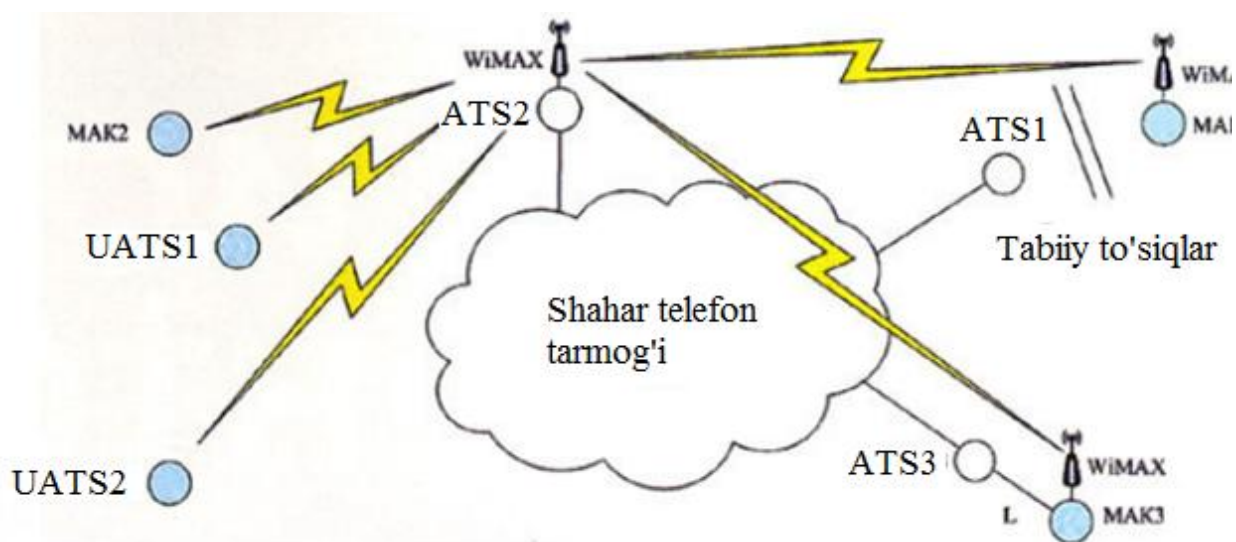 WiMAX
ATS2
MAK2
ATS1
UATS1
Tabiiy to'siqlar
Shahar telefon
tarmog'i
UATS2
ATS3
WiMAX
L
MAK3